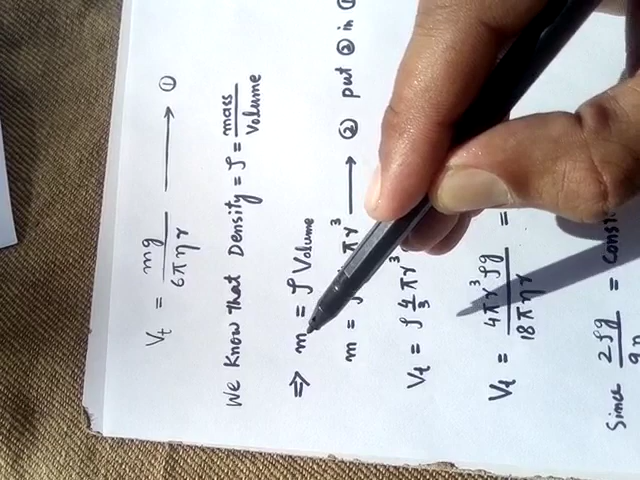 Vt = mg / 6πηr → ①
We know that Density = ρ = mass / Volume
⇒ m = ρ Volume
m = πr³ → ② put ② in ①
Vt = ρ 4/3 πr³
Vt = 4πr³ρg / 18πηr =
Since 2ρg / 9η = cons